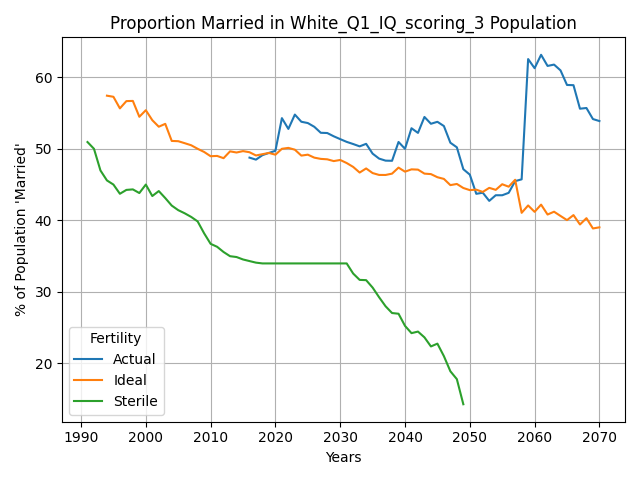 Proportion Married in White_Q1_IQ_scoring_3 Population
% of Population 'Married'
60
50
40
30
20
Fertility
Actual
Ideal
Sterile
1990 2000 2010 2020 2030 2040 2050 2060 2070
Years